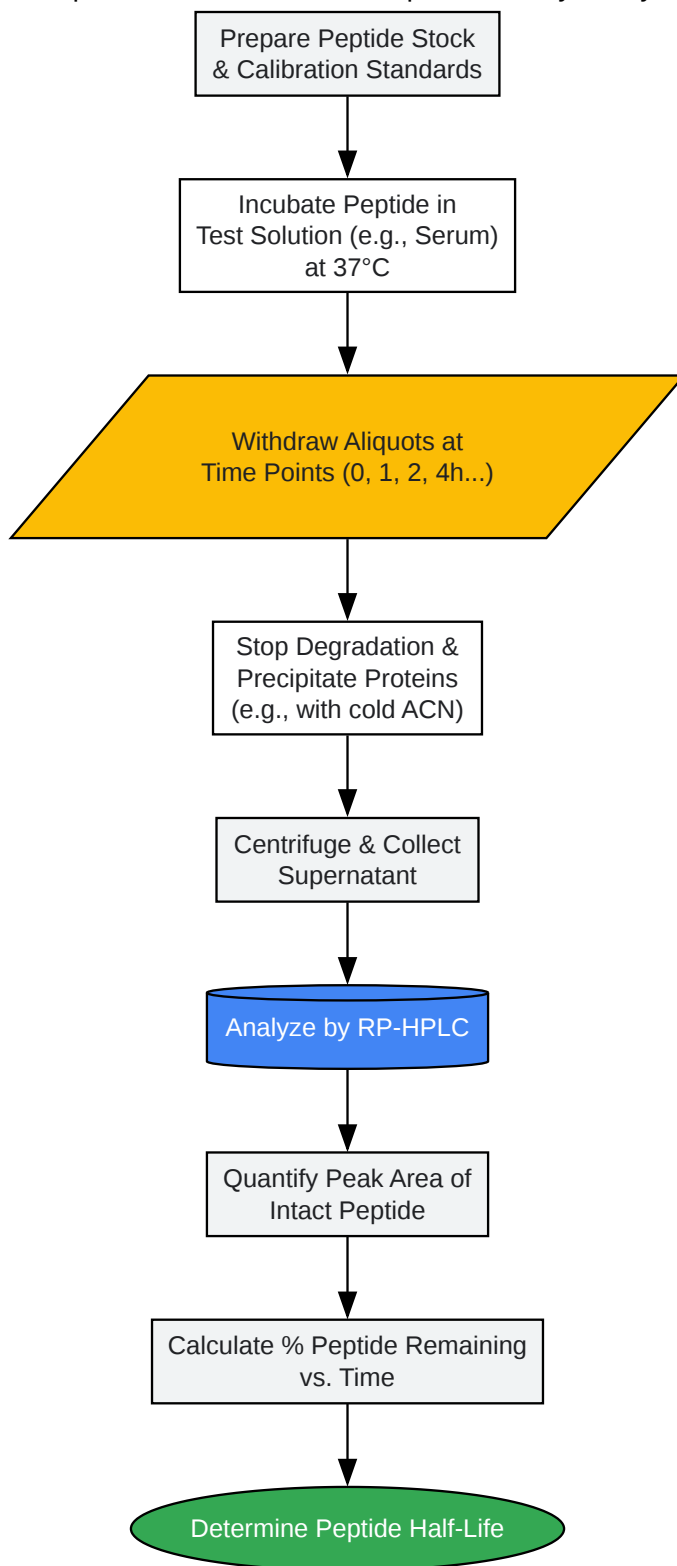 Prepare Peptide Stock
& Calibration Standards
Incubate Peptide in
Test Solution (e.g., Serum)
at 37°C
Withdraw Aliquots at
Time Points (0, 1, 2, 4h...)
Stop Degradation &
Precipitate Proteins
(e.g., with cold ACN)
Centrifuge & Collect
Supernatant
Analyze by RP-HPLC
Quantify Peak Area of
Intact Peptide
Calculate % Peptide Remaining
vs. Time
Determine Peptide Half-Life